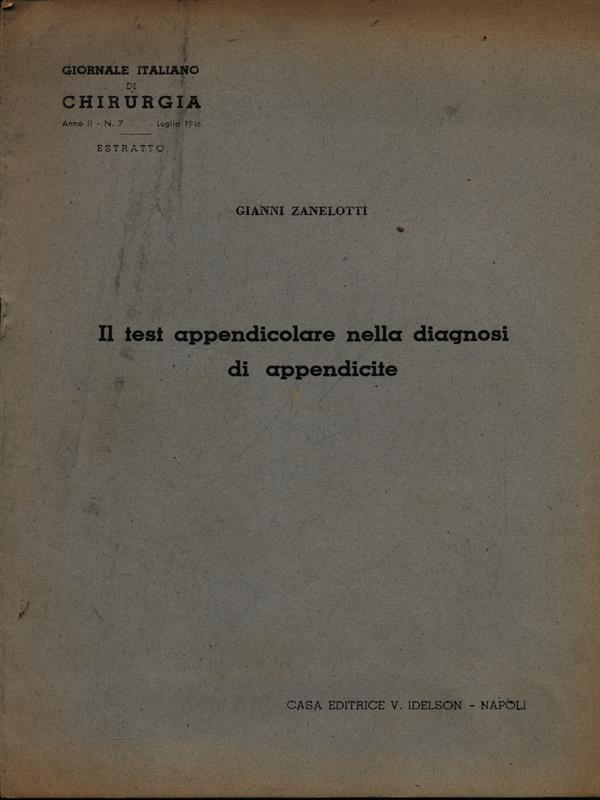 GIORNALE ITALIANO
DI
CHIRURGIA
Anno II - N. 7 Luglio 1946
ESTRATTO
GIANNI ZANELOTTI
Il test appendicolare nella diagnosi
di appendicite
CASA EDITRICE V. IDELSON - NAPOLI